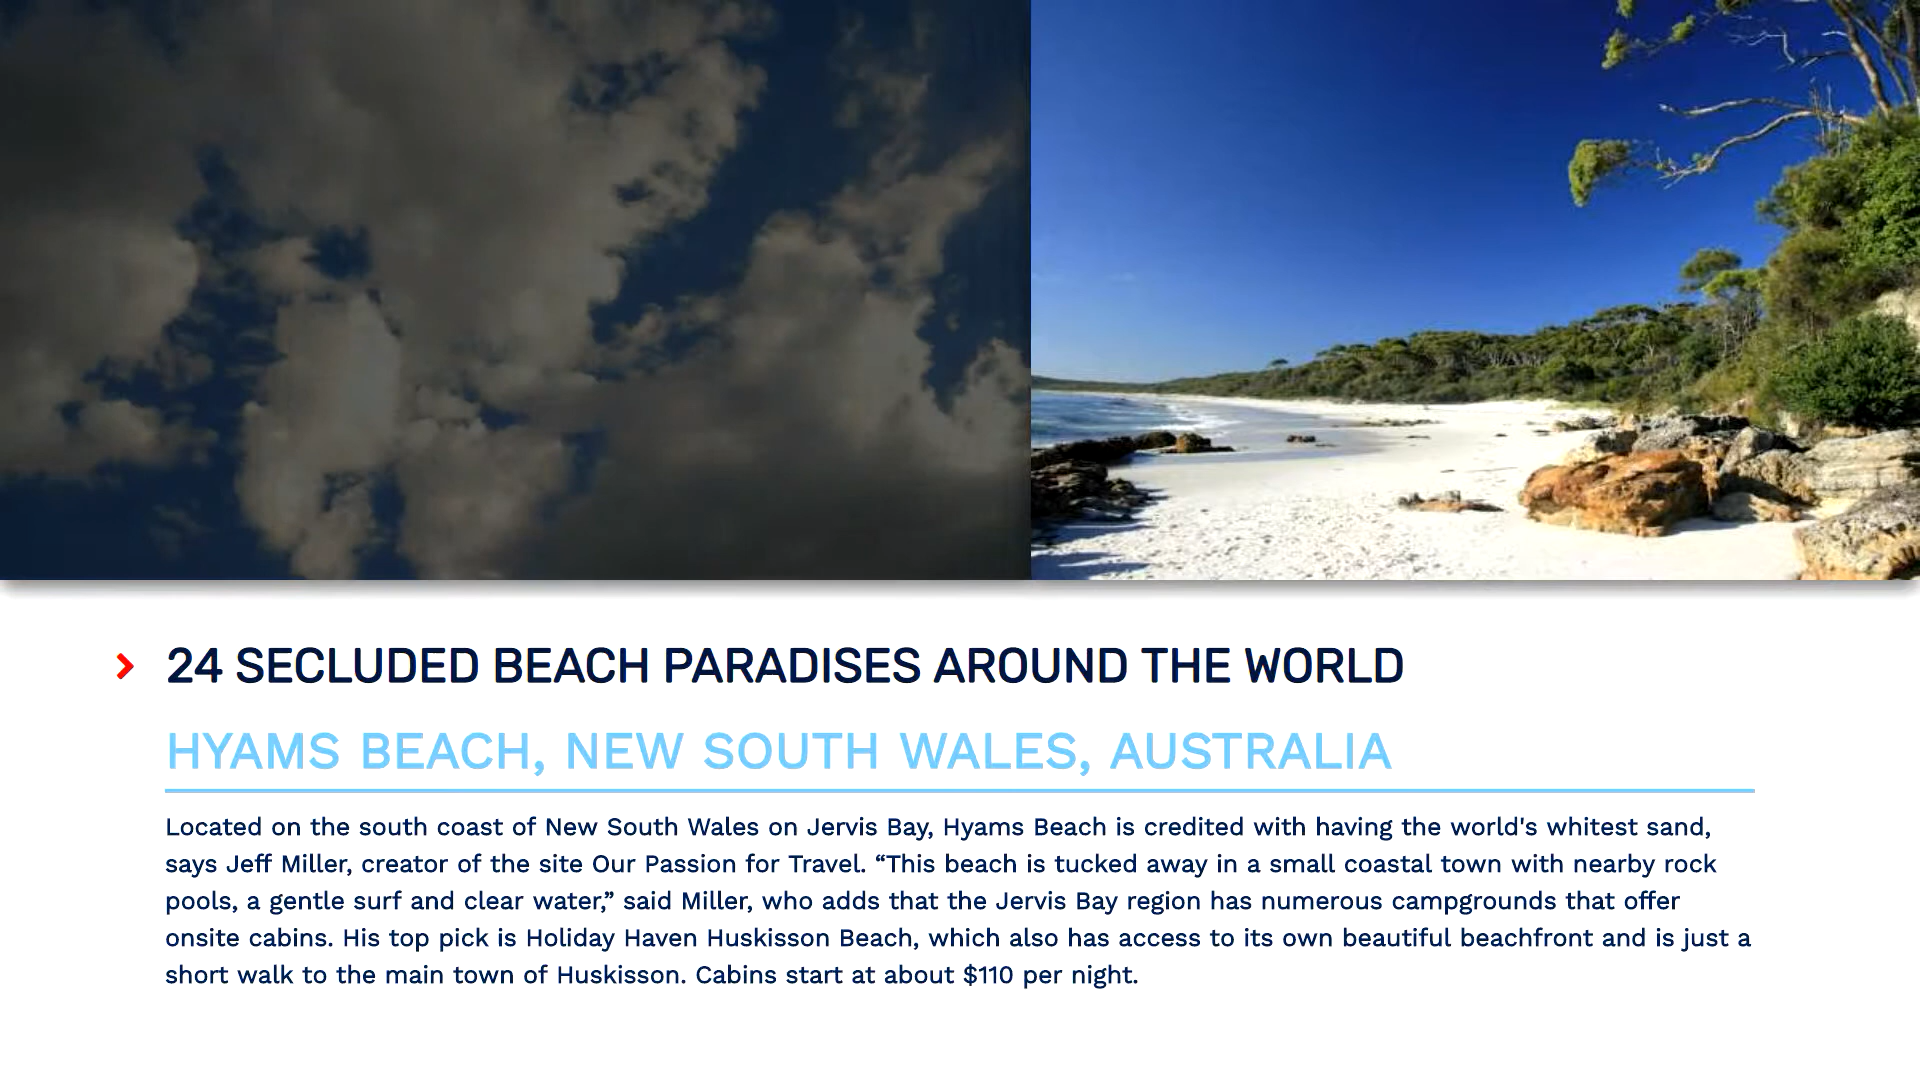 24 SECLUDED BEACH PARADISES AROUND THE WORLD
HYAMS BEACH, NEW SOUTH WALES, AUSTRALIA
Located on the south coast of New South Wales on Jervis Bay, Hyams Beach is credited with having the world's whitest sand,
says Jeff Miller, creator of the site Our Passion for Travel. “This beach is tucked away in a small coastal town with nearby rock
pools, a gentle surf and clear water,” said Miller, who adds that the Jervis Bay region has numerous campgrounds that offer
onsite cabins. His top pick is Holiday Haven Huskisson Beach, which also has access to its own beautiful beachfront and is just a
short walk to the main town of Huskisson. Cabins start at about $110 per night.